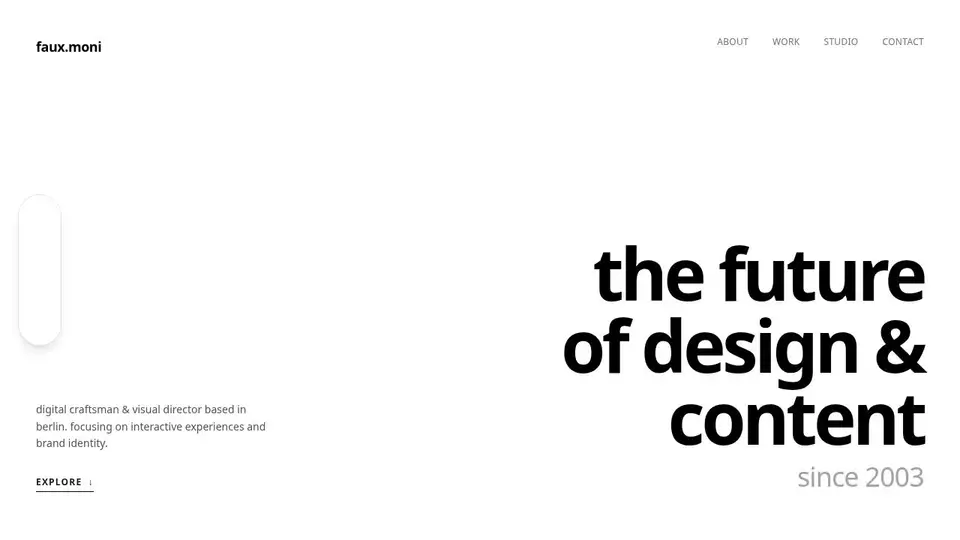 faux.moni
ABOUT WORK STUDIO CONTACT
the future
of design &
content
since 2003
digital craftsman & visual director based in
berlin. focusing on interactive experiences and
brand identity.
EXPLORE ↓